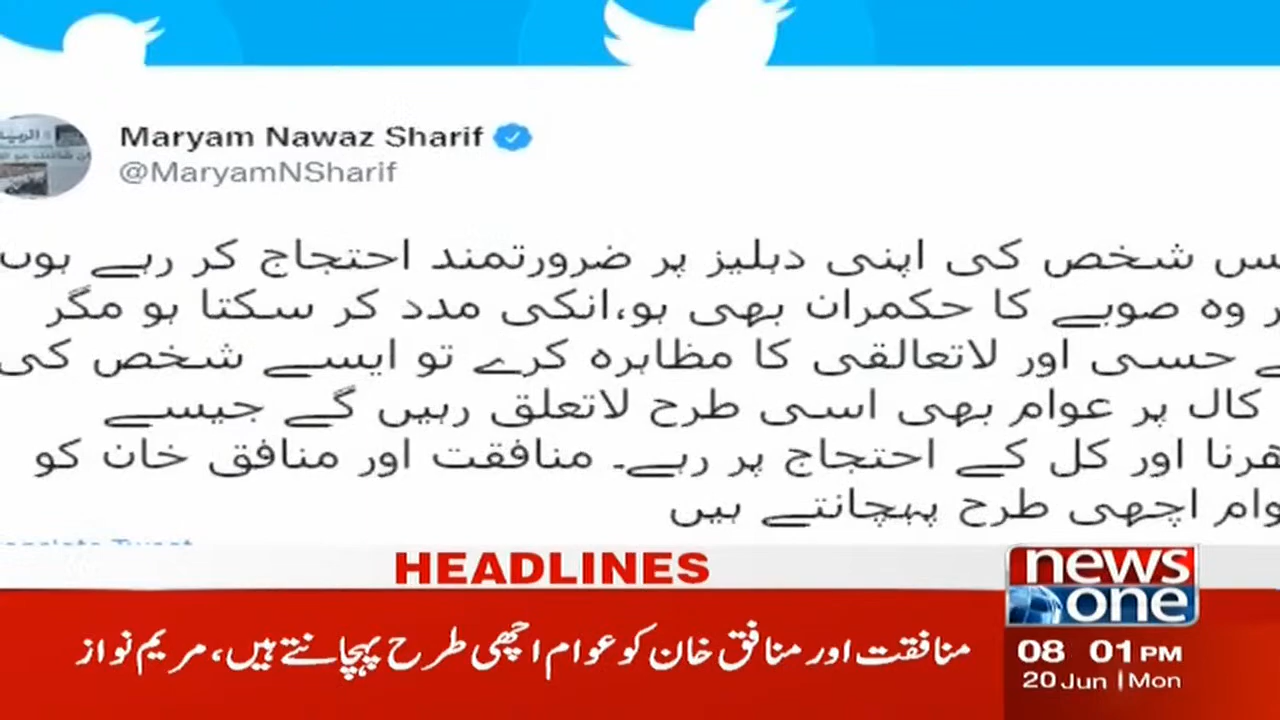 Maryam Nawaz Sharif
@MaryamNSharif
شخص کی اپنی دہلیز پر ضرورتمند احتجاج کر رہے ہوں
وہ صوبے کا حکمران بھی ہو،انکی مدد کر سکتا ہو مگر
حسی اور لاتعالقی کا مظاہرہ کرے تو ایسے شخص کی
کال پر عوام بھی اسی طرح لاتعلق رہیں گے جیسے
اور کل کے احتجاج پر رہے۔ منافقت اور منافق خان کو
اچھی طرح پہچانتے ہیں
HEADLINES
news
one
منافقت اور منافق خان کو عوام اچھی طرح پہچانتے ہیں، مریم نواز
08 01 PM
20 Jun | Mon